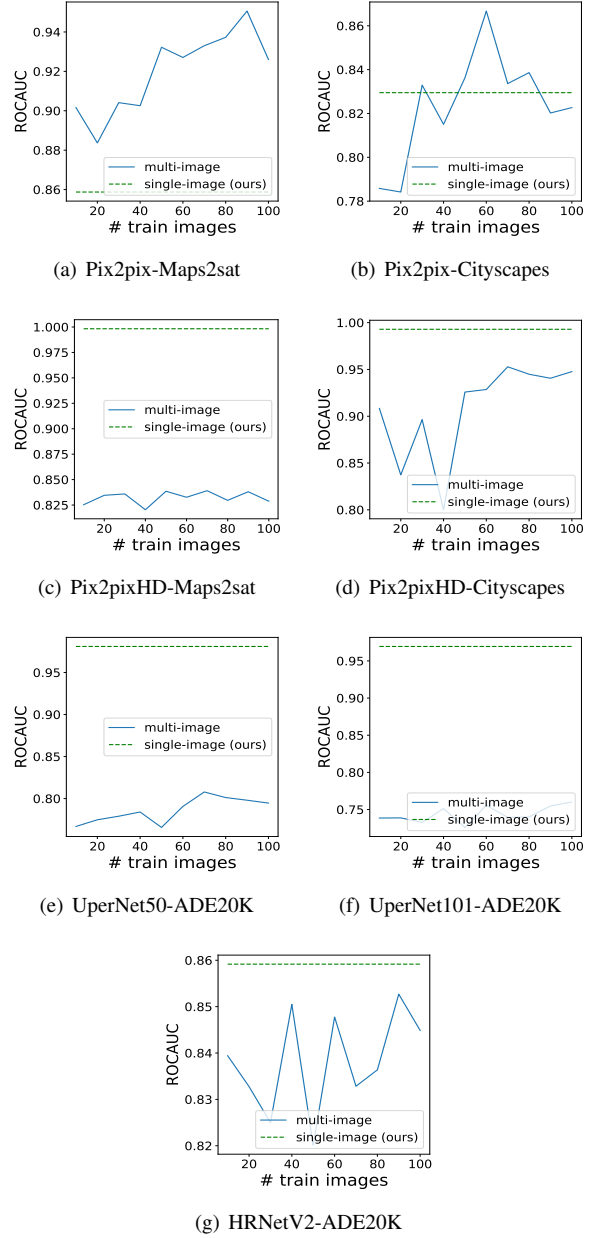 0.94
0.92
0.90
0.88
0.86
ROCAUC
multi-image
single-image (ours)
20 40 60 80 100
# train images
(a) Pix2pix-Maps2sat
0.86
0.84
0.82
0.80
0.78
ROCAUC
multi-image
single-image (ours)
20 40 60 80 100
# train images
(b) Pix2pix-Cityscapes
1.000
0.975
0.950
0.925
0.900
0.875
0.850
0.825
ROCAUC
multi-image
single-image (ours)
20 40 60 80 100
# train images
(c) Pix2pixHD-Maps2sat
1.00
0.95
0.90
0.85
0.80
ROCAUC
multi-image
single-image (ours)
20 40 60 80 100
# train images
(d) Pix2pixHD-Cityscapes
0.95
0.90
0.85
0.80
ROCAUC
multi-image
single-image (ours)
20 40 60 80 100
# train images
(e) UperNet50-ADE20K
0.95
0.90
0.85
0.80
0.75
ROCAUC
multi-image
single-image (ours)
20 40 60 80 100
# train images
(f) UperNet101-ADE20K
0.86
0.85
0.84
0.83
0.82
ROCAUC
multi-image
single-image (ours)
20 40 60 80 100
# train images
(g) HRNetV2-ADE20K